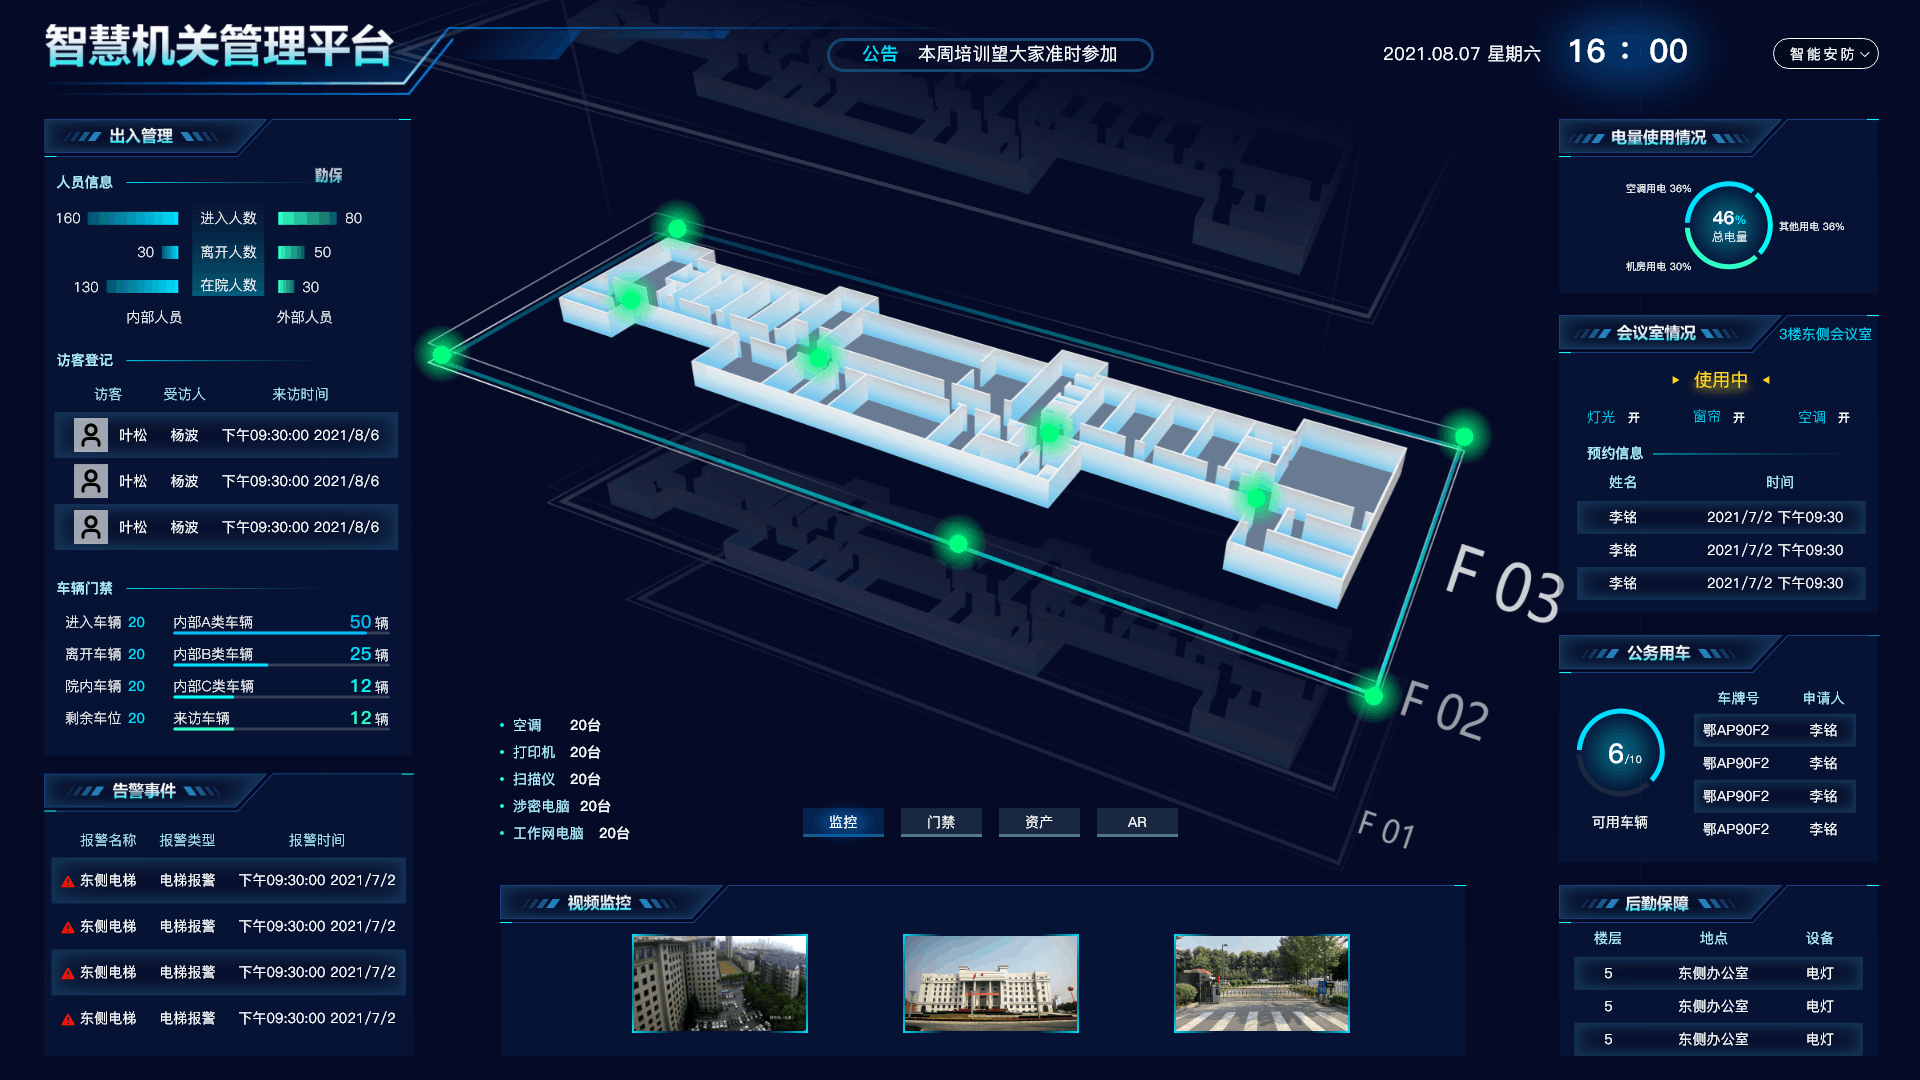 智慧机关管理平台
公告 本周培训望大家准时参加
2021.08.07 星期六 16 : 00
智能安防
出入管理
勤保
人员信息
160 进入人数 80
30 离开人数 50
130 在院人数 30
内部人员 外部人员
访客登记
访客 受访人 来访时间
叶松 杨波 下午09:30:00 2021/8/6
叶松 杨波 下午09:30:00 2021/8/6
叶松 杨波 下午09:30:00 2021/8/6
车辆门禁
进入车辆 20 内部A类车辆 50 辆
离开车辆 20 内部B类车辆 25 辆
院内车辆 20 内部C类车辆 12 辆
剩余车位 20 来访车辆 12 辆
告警事件
报警名称 报警类型 报警时间
东侧电梯 电梯报警 下午09:30:00 2021/7/2
东侧电梯 电梯报警 下午09:30:00 2021/7/2
东侧电梯 电梯报警 下午09:30:00 2021/7/2
东侧电梯 电梯报警 下午09:30:00 2021/7/2
F 03
F 02
F 01
空调 20台
打印机 20台
扫描仪 20台
涉密电脑 20台
工作网电脑 20台
监控 门禁 资产 AR
视频监控
电量使用情况
空调用电 36%
46%
总电量
其他用电 36%
机房用电 30%
会议室情况 3楼东侧会议室
使用中
灯光 开 窗帘 开 空调 开
预约信息
姓名 时间
李铭 2021/7/2 下午09:30
李铭 2021/7/2 下午09:30
李铭 2021/7/2 下午09:30
公务用车
6/10
可用车辆
车牌号 申请人
鄂AP90F2 李铭
鄂AP90F2 李铭
鄂AP90F2 李铭
鄂AP90F2 李铭
后勤保障
楼层 地点 设备
5 东侧办公室 电灯
5 东侧办公室 电灯
5 东侧办公室 电灯